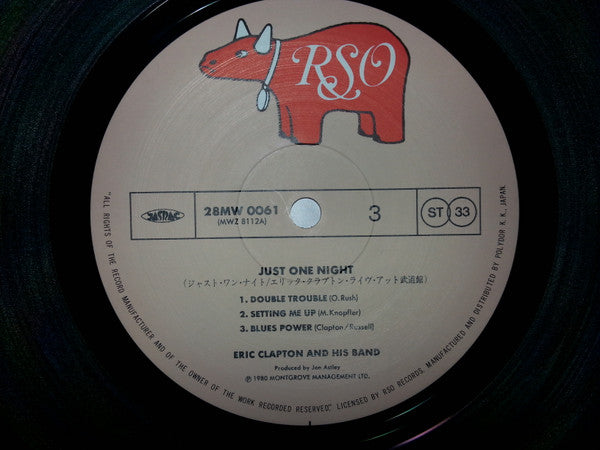 RSO
JASRAC
28MW 0061
(MWZ 8112A)
3
ST 33
JUST ONE NIGHT
(ジャスト・ワン・ナイト/エリック・クラプトン・ライヴ・アット武道館)
1. DOUBLE TROUBLE (O. Rush)
2. SETTING ME UP (M. Knopfler)
3. BLUES POWER (Clapton/Russell)
ERIC CLAPTON AND HIS BAND
Produced by Jon Astley
℗ 1980 MONTGROVE MANAGEMENT LTD.
"ALL RIGHTS OF THE RECORD MANUFACTURER AND OF THE OWNER OF THE WORK RECORDED RESERVED." LICENSED BY RSO RECORDS, MANUFACTURED AND DISTRIBUTED BY POLYDOR K. K., JAPAN.